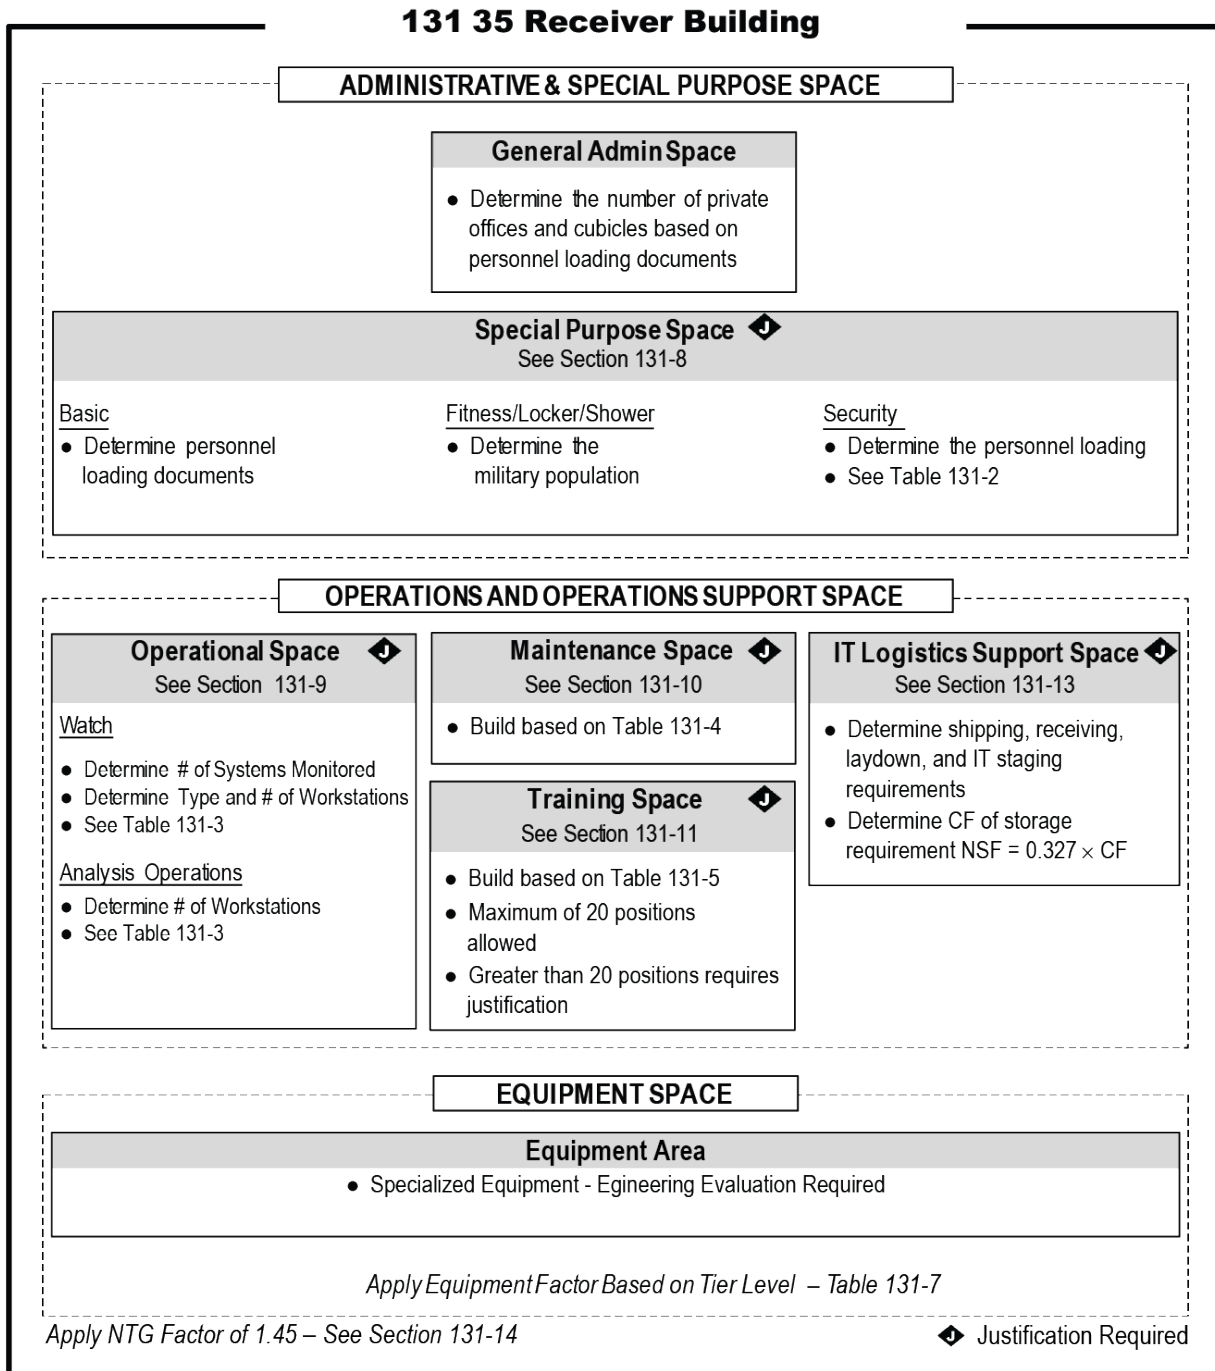 131 35 Receiver Building
ADMINISTRATIVE & SPECIAL PURPOSE SPACE
General Admin Space
● Determine the number of private
offices and cubicles based on
personnel loading documents
Special Purpose Space J
See Section 131-8
Basic
● Determine personnel
loading documents
Fitness/Locker/Shower
● Determine the
military population
Security
● Determine the personnel loading
● See Table 131-2
OPERATIONS AND OPERATIONS SUPPORT SPACE
Operational Space J
See Section 131-9
Watch
● Determine # of Systems Monitored
● Determine Type and # of Workstations
● See Table 131-3
Analysis Operations
● Determine # of Workstations
● See Table 131-3
Maintenance Space J
See Section 131-10
● Build based on Table 131-4
Training Space J
See Section 131-11
● Build based on Table 131-5
● Maximum of 20 positions
allowed
● Greater than 20 positions requires
justification
IT Logistics Support Space J
See Section 131-13
● Determine shipping, receiving,
laydown, and IT staging
requirements
● Determine CF of storage
requirement NSF = 0.327 × CF
EQUIPMENT SPACE
Equipment Area
● Specialized Equipment - Egineering Evaluation Required
Apply Equipment Factor Based on Tier Level – Table 131-7
Apply NTG Factor of 1.45 – See Section 131-14
J Justification Required